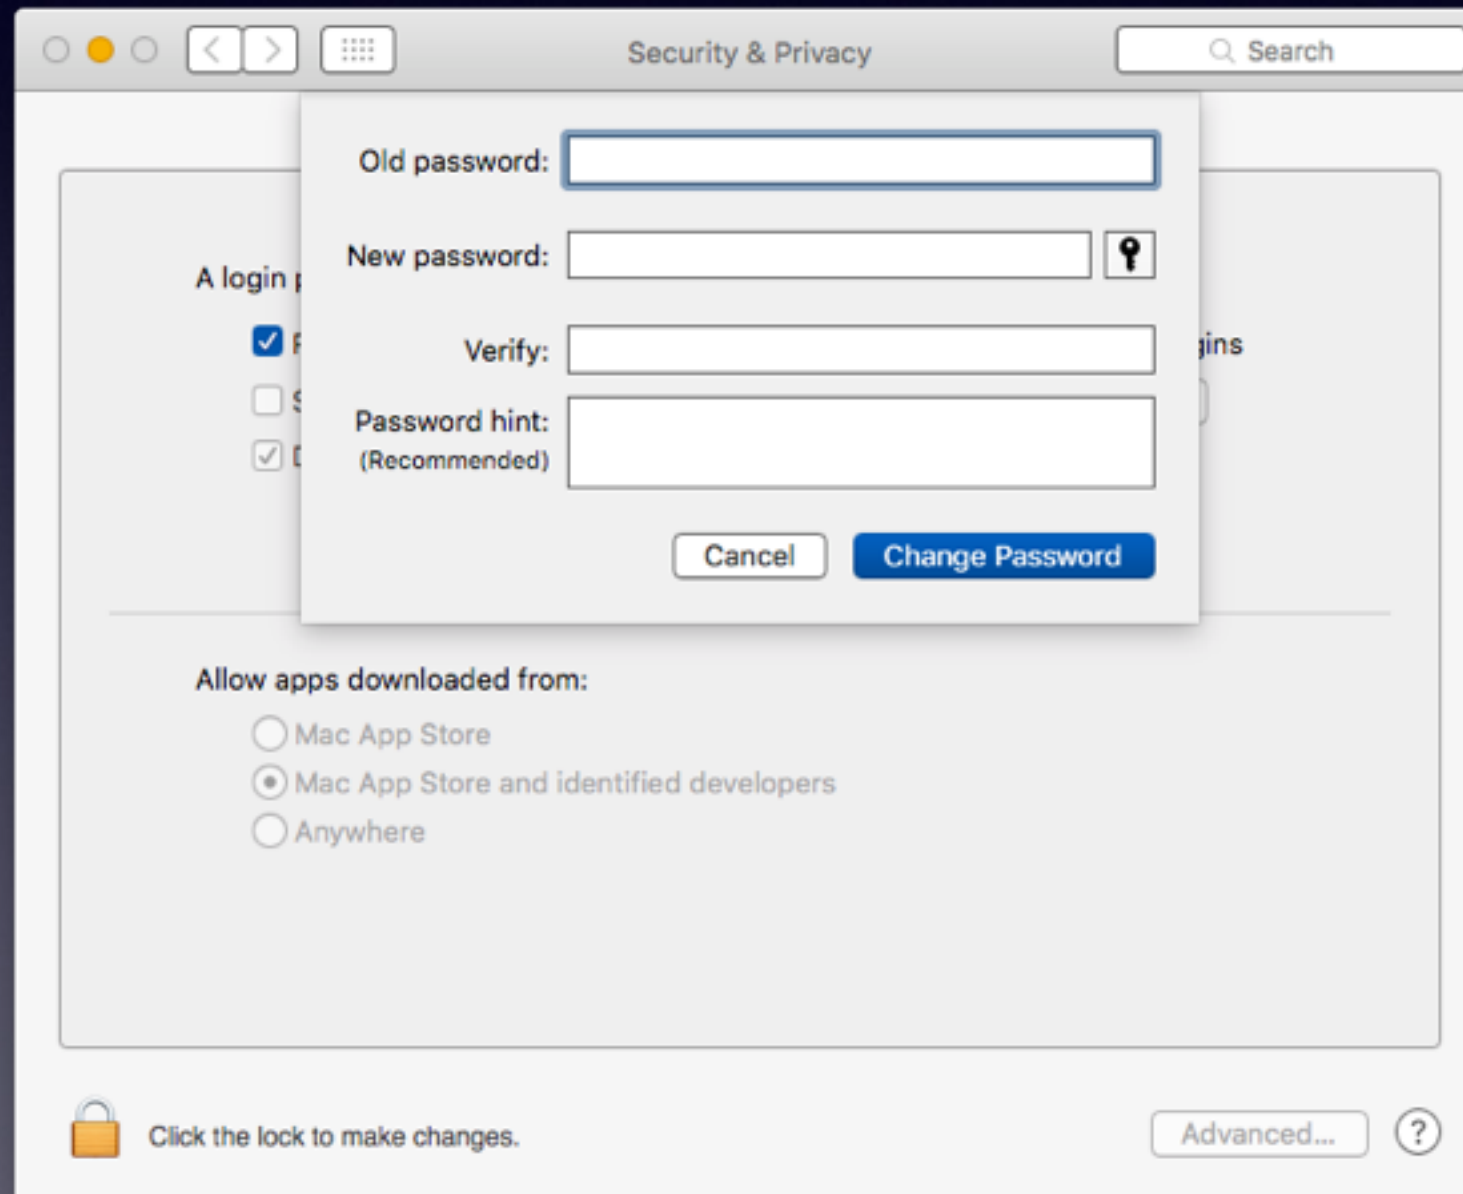 Security & Privacy
Search
Old password:
New password:
A login
Verify:
Password hint:
(Recommended)
Cancel
Change Password
Allow apps downloaded from:
Mac App Store
Mac App Store and identified developers
Anywhere
Click the lock to make changes.
Advanced...
?